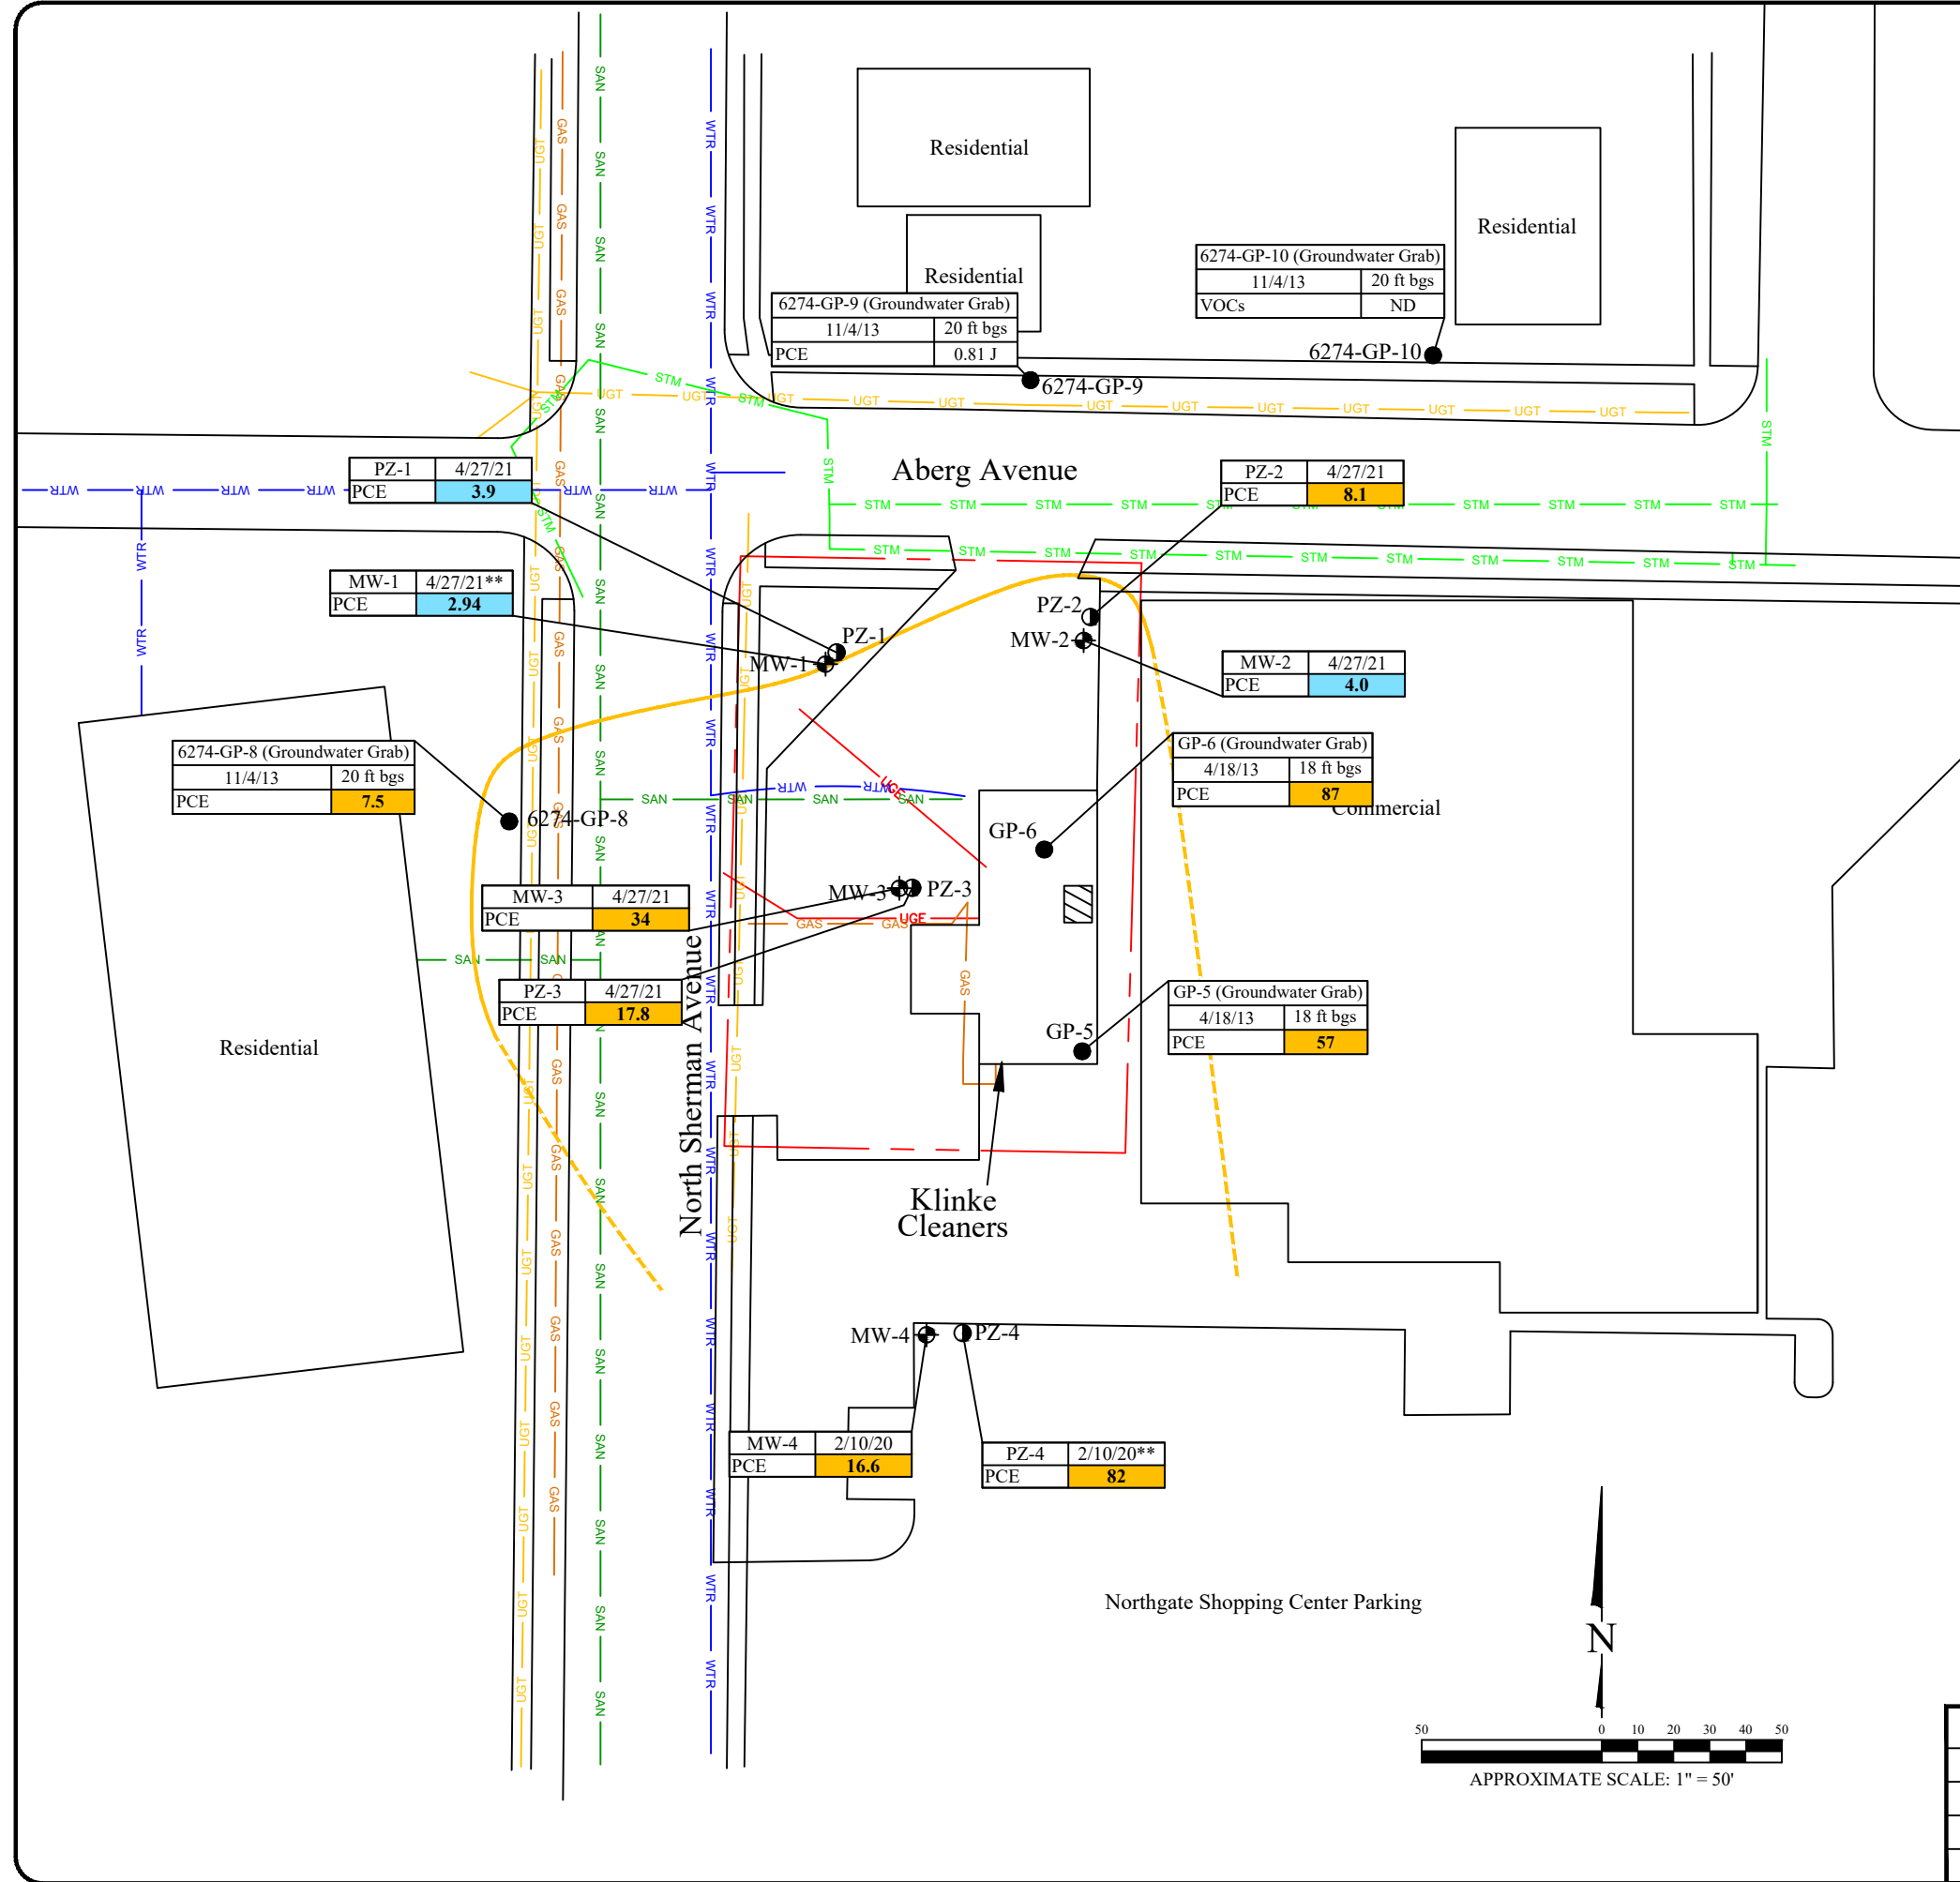 Residential
Residential
Residential
6274-GP-10 (Groundwater Grab)
11/4/13 20 ft bgs
VOCs ND
6274-GP-10
6274-GP-9 (Groundwater Grab)
11/4/13 20 ft bgs
PCE 0.81 J
6274-GP-9
Aberg Avenue
PZ-1 4/27/21
PCE 3.9
PZ-2 4/27/21
PCE 8.1
MW-1 4/27/21**
PCE 2.94
PZ-1
MW-1
PZ-2
MW-2
MW-2 4/27/21
PCE 4.0
6274-GP-8 (Groundwater Grab)
11/4/13 20 ft bgs
PCE 7.5
6274-GP-8
GP-6 (Groundwater Grab)
4/18/13 18 ft bgs
PCE 87
Commercial
GP-6
MW-3
PZ-3
MW-3 4/27/21
PCE 34
PZ-3 4/27/21
PCE 17.8
North Sherman Avenue
GP-5 (Groundwater Grab)
4/18/13 18 ft bgs
PCE 57
GP-5
Residential
Klinke
Cleaners
MW-4
PZ-4
MW-4 2/10/20
PCE 16.6
PZ-4 2/10/20**
PCE 82
Northgate Shopping Center Parking
N
50 0 10 20 30 40 50
APPROXIMATE SCALE: 1" = 50'
UGT
GAS
SAN
WTR
STM
UGE